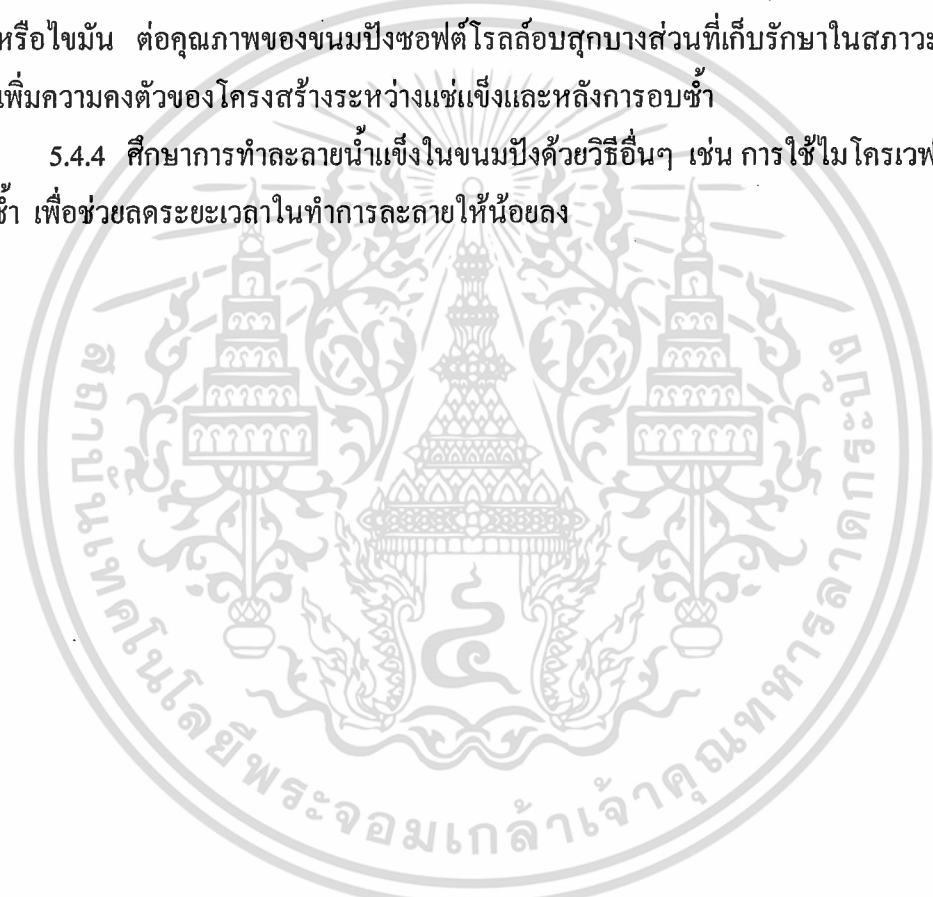 หรือไขมัน ต่อคุณภาพของขนมปังซอฟต์โรลล์อบสุกบางส่วนที่เก็บรักษาในสภาวะ
เพิ่มความคงตัวของโครงสร้างระหว่างแช่แข็งและหลังการอบซ้ำ
5.4.4 ศึกษาการทำละลายน้ำแข็งในขนมปังด้วยวิธีอื่นๆ เช่น การใช้ไมโครเวฟ
ซ้ำ เพื่อช่วยลดระยะเวลาในทำการละลายให้น้อยลง
สถาบันเทคโนโลยีพระจอมเกล้าเจ้าคุณทหารลาดกระบัง